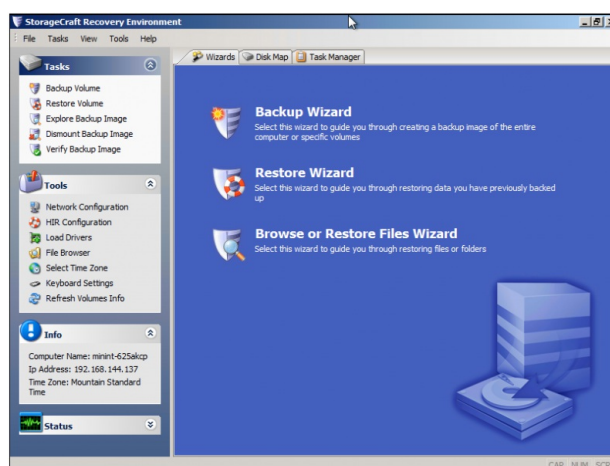 StorageCraft Recovery Environment
File Tasks View Tools Help
Tasks
Backup Volume
Restore Volume
Explore Backup Image
Dismount Backup Image
Verify Backup Image
Tools
Network Configuration
HIR Configuration
Load Drivers
File Browser
Select Time Zone
Keyboard Settings
Refresh Volumes Info
Info
Computer Name: minint-625akcp
Ip Address: 192.168.144.137
Time Zone: Mountain Standard
Time
Status
Wizards Disk Map Task Manager
Backup Wizard
Select this wizard to guide you through creating a backup image of the entire
computer or specific volumes
Restore Wizard
Select this wizard to guide you through restoring data you have previously backed
up
Browse or Restore Files Wizard
Select this wizard to guide you through restoring files or folders
CAP NUM SCR